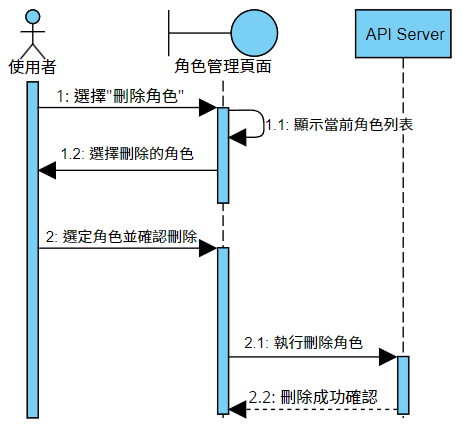 使用者
角色管理頁面
API Server
1: 選擇"刪除角色"
1.1: 顯示當前角色列表
1.2: 選擇刪除的角色
2: 選定角色並確認刪除
2.1: 執行刪除角色
2.2: 刪除成功確認